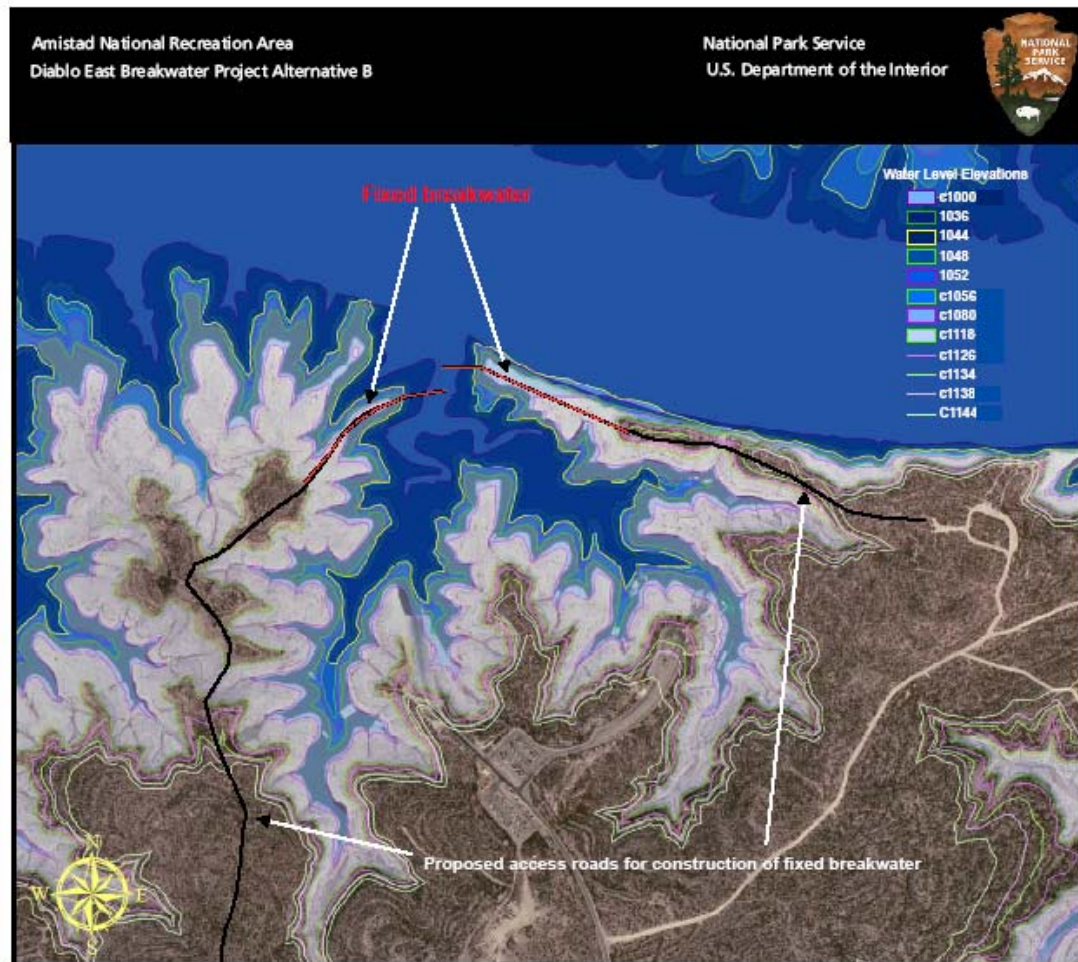 Amistad National Recreation Area
Diablo East Breakwater Project Alternative B
National Park Service
U.S. Department of the Interior
NATIONAL
PARK
SERVICE
Fixed breakwater
Water Level Elevations
c1000
1036
1044
1048
1052
c1056
c1080
c1118
c1126
c1134
c1138
C1144
Proposed access roads for construction of fixed breakwater
N
W
E
S